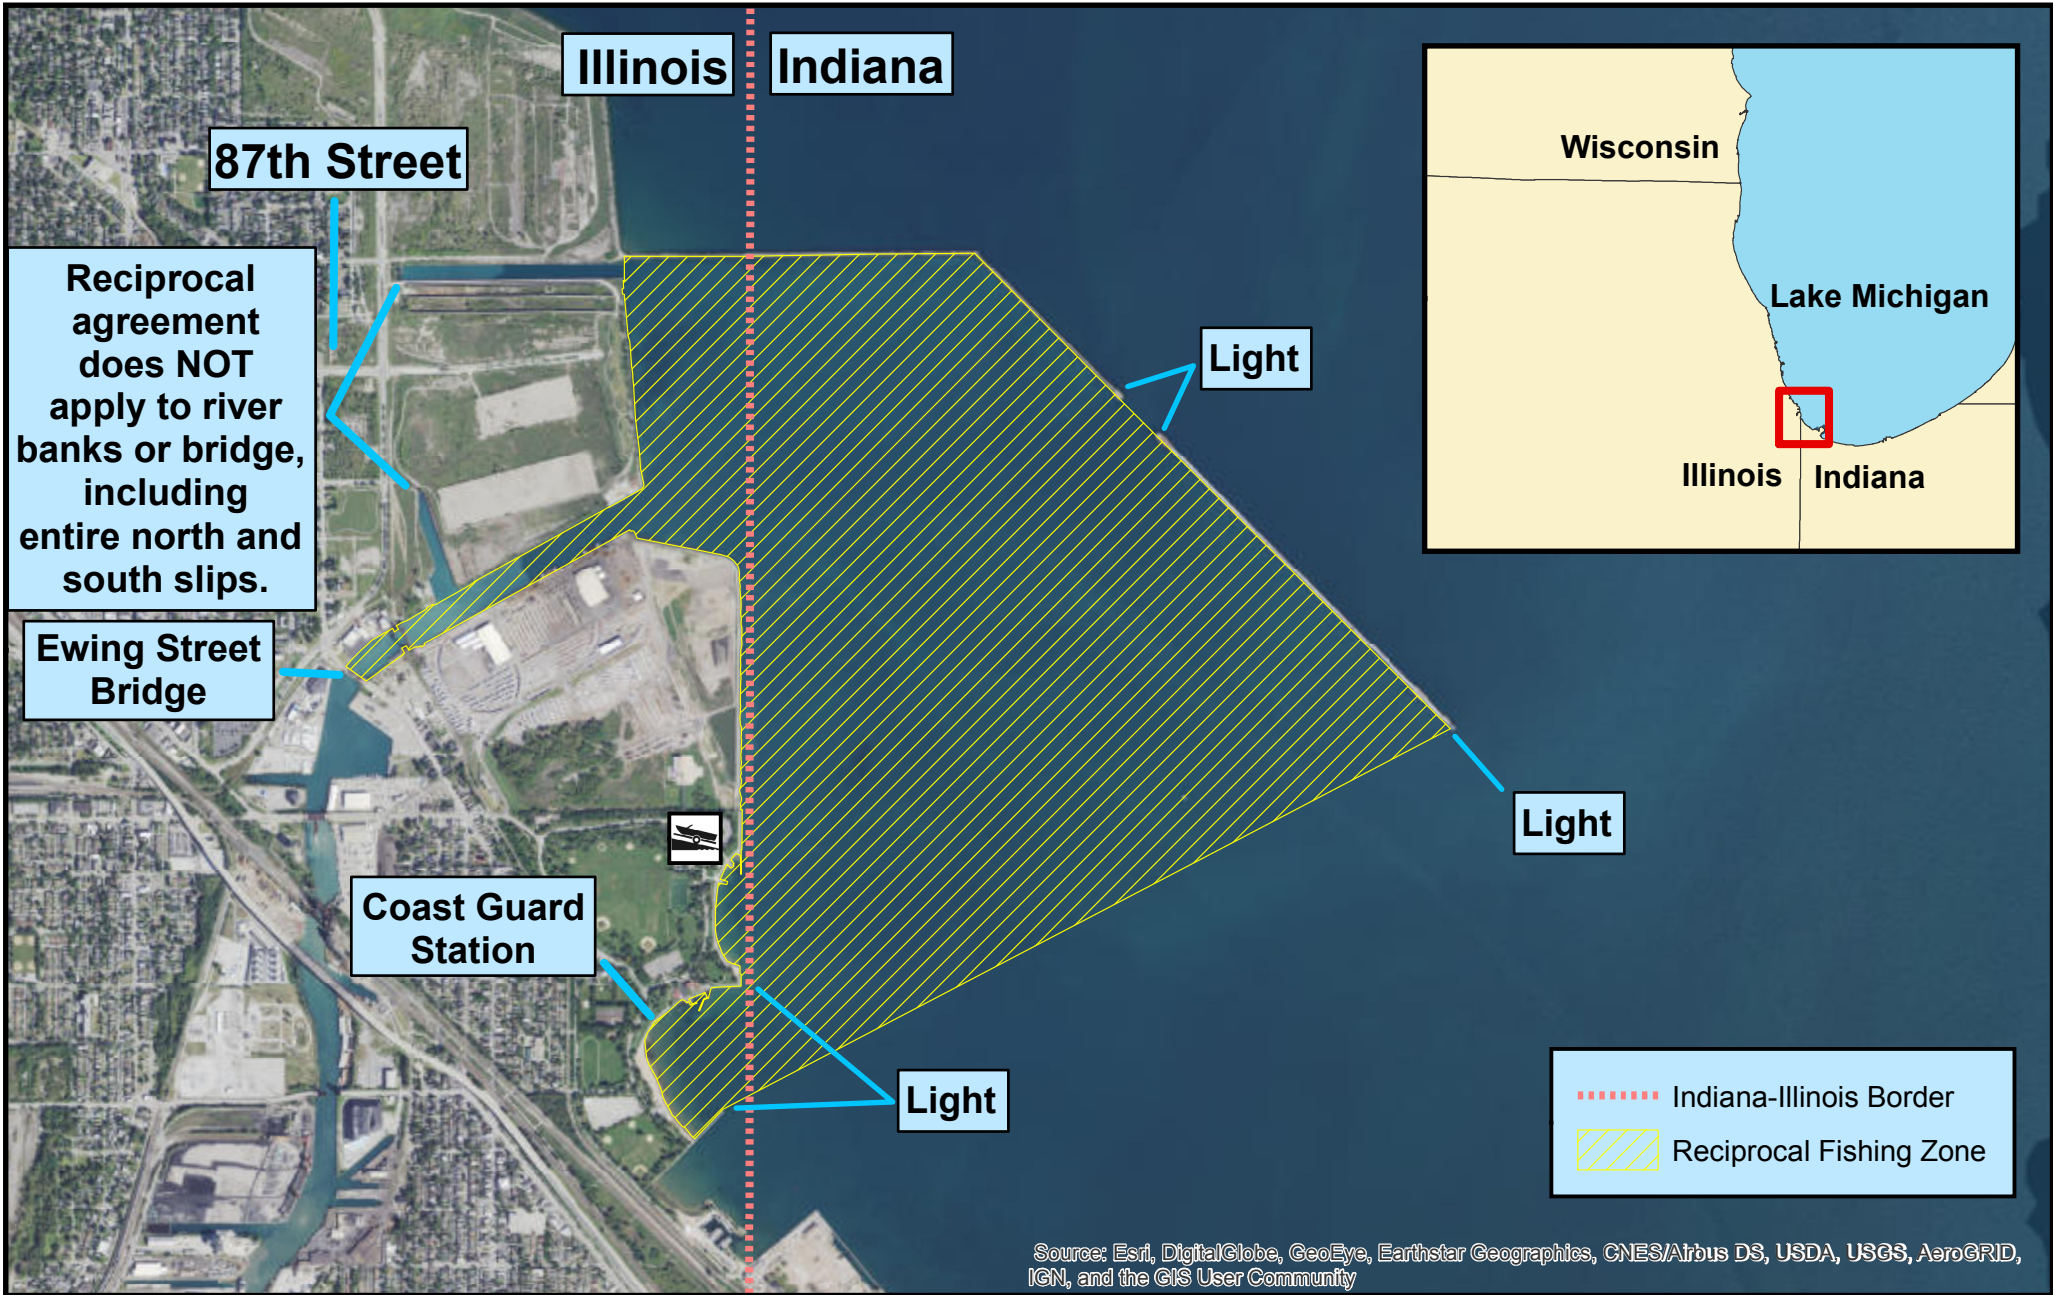 Illinois
Indiana
87th Street
Reciprocal
agreement
does NOT
apply to river
banks or bridge,
including
entire north and
south slips.
Ewing Street
Bridge
Coast Guard
Station
Light
Light
Light
Wisconsin
Lake Michigan
Illinois
Indiana
Indiana-Illinois Border
Reciprocal Fishing Zone
Source: Esri, DigitalGlobe, GeoEye, Earthstar Geographics, CNES/Airbus DS, USDA, USGS, AeroGRID,
IGN, and the GIS User Community